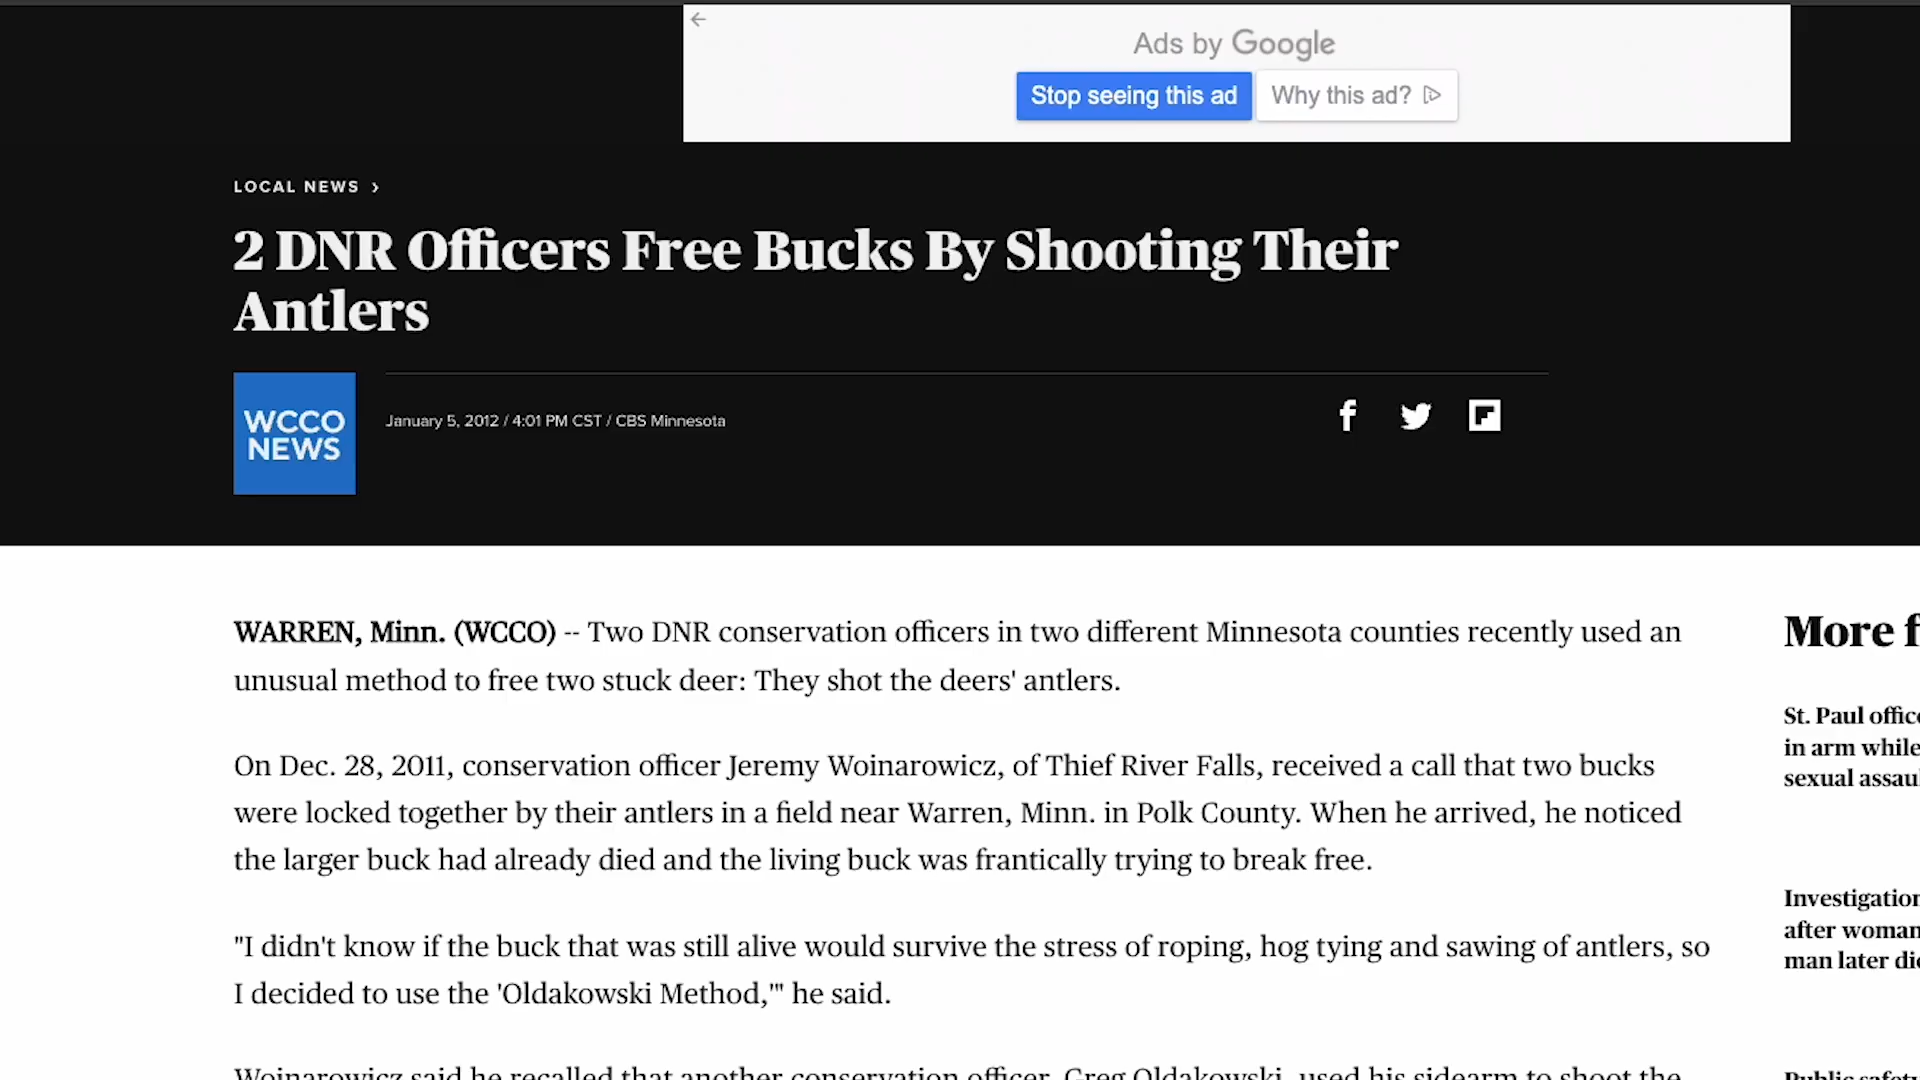 Ads by Google
Stop seeing this ad
Why this ad?
LOCAL NEWS >
2 DNR Officers Free Bucks By Shooting Their
Antlers
WCCO
NEWS
January 5, 2012 / 4:01 PM CST / CBS Minnesota
WARREN, Minn. (WCCO) -- Two DNR conservation officers in two different Minnesota counties recently used an
unusual method to free two stuck deer: They shot the deers' antlers.
On Dec. 28, 2011, conservation officer Jeremy Woinarowicz, of Thief River Falls, received a call that two bucks
were locked together by their antlers in a field near Warren, Minn. in Polk County. When he arrived, he noticed
the larger buck had already died and the living buck was frantically trying to break free.
"I didn't know if the buck that was still alive would survive the stress of roping, hog tying and sawing of antlers, so
I decided to use the 'Oldakowski Method,'" he said.
Woinarowicz said he recalled that another conservation officer, Greg Oldakowski, used his sidearm to shoot the
More f
St. Paul offic
in arm while
sexual assau
Investigation
after woman
man later di
Public safety